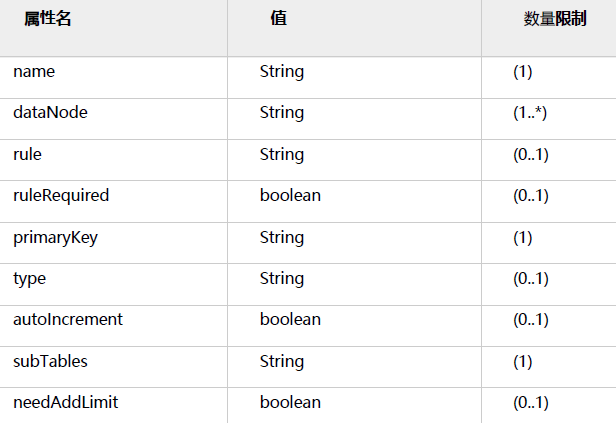 属性名 值 数量限制
name String (1)
dataNode String (1..*)
rule String (0..1)
ruleRequired boolean (0..1)
primaryKey String (1)
type String (0..1)
autoIncrement boolean (0..1)
subTables String (1)
needAddLimit boolean (0..1)